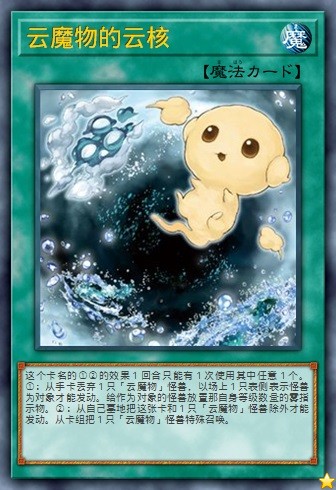 云魔物的云核
魔
【魔法カード】
这个卡名的①②的效果1回合只能有1次使用其中任意1个。
①：从手卡丢弃1只「云魔物」怪兽，以场上1只表侧表示怪兽
为对象才能发动。给作为对象的怪兽放置那自身等级数量的雾指
示物。②：从自己墓地把这张卡和1只「云魔物」怪兽除外才能
发动。从卡组把1只「云魔物」怪兽特殊召唤。